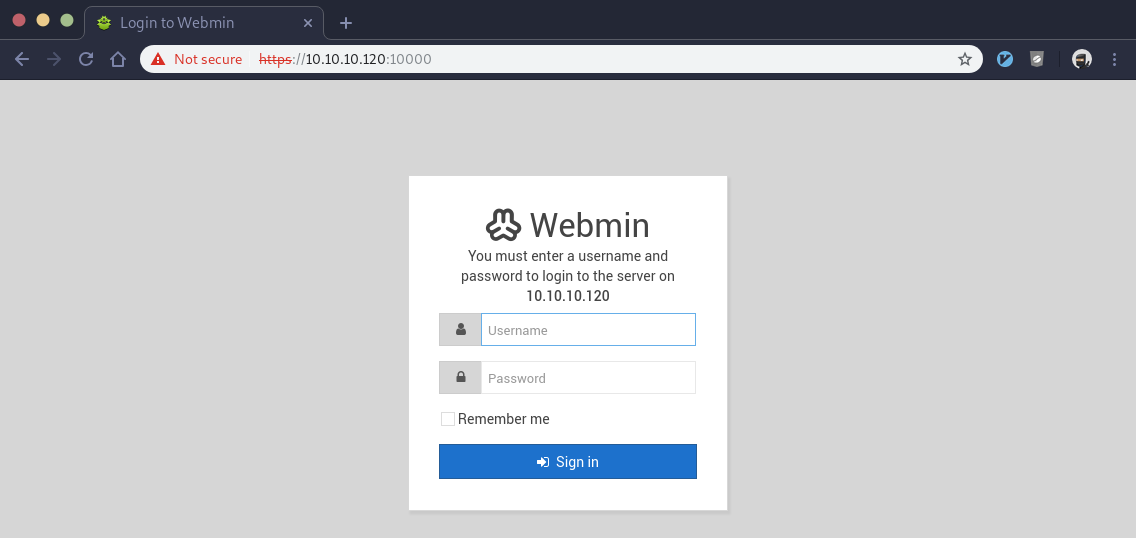 Login to Webmin
Not secure https://10.10.10.120:10000
Webmin
You must enter a username and
password to login to the server on
10.10.10.120
Username
Password
Remember me
Sign in